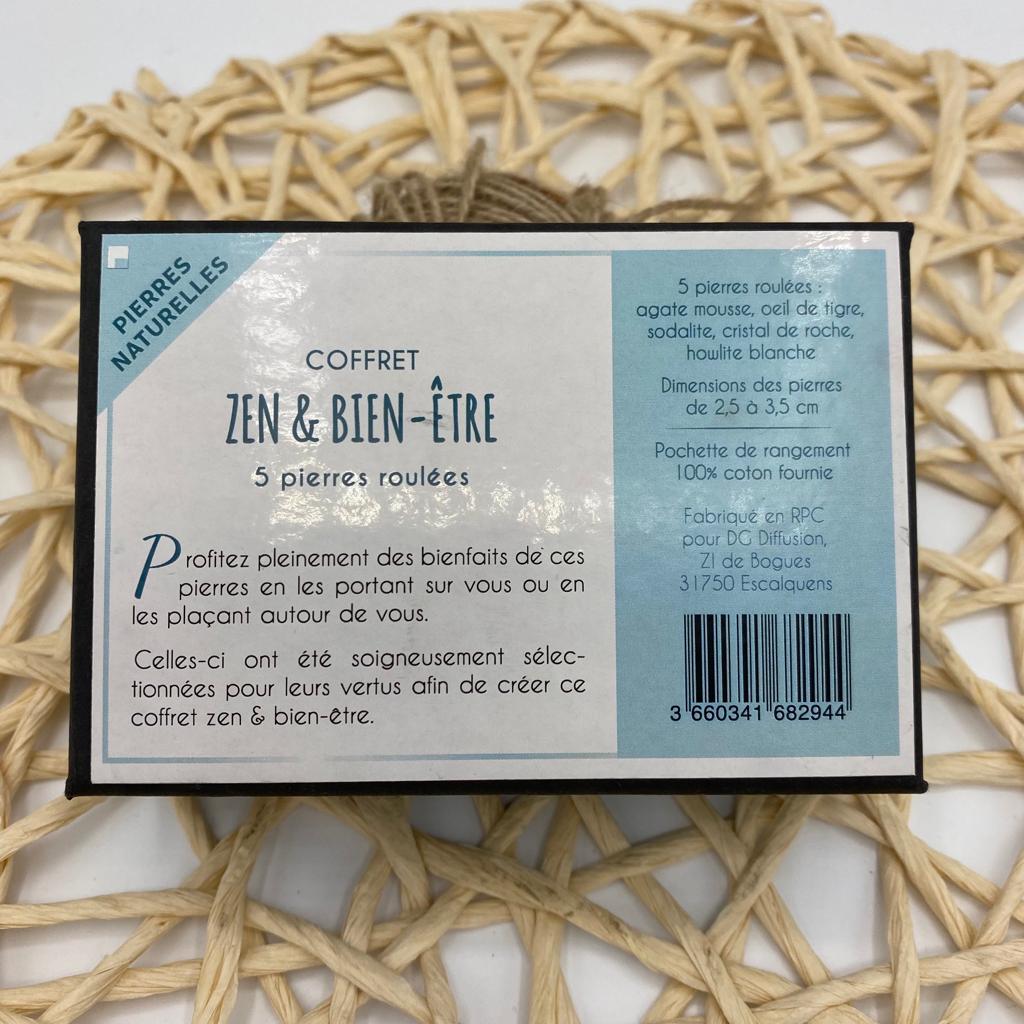 PIERRES
NATURELLES
COFFRET
ZEN & BIEN-ÊTRE
5 pierres roulées
Profitez pleinement des bienfaits de ces
pierres en les portant sur vous ou en
les plaçant autour de vous.
Celles-ci ont été soigneusement sélec-
tionnées pour leurs vertus afin de créer ce
coffret zen & bien-être.
5 pierres roulées :
agate mousse, oeil de tigre,
sodalite, cristal de roche,
howlite blanche
Dimensions des pierres
de 2,5 à 3,5 cm
Pochette de rangement
100% coton fournie
Fabriqué en RPC
pour DG Diffusion,
ZI de Bogues
31750 Escalquens
3 660341 682944